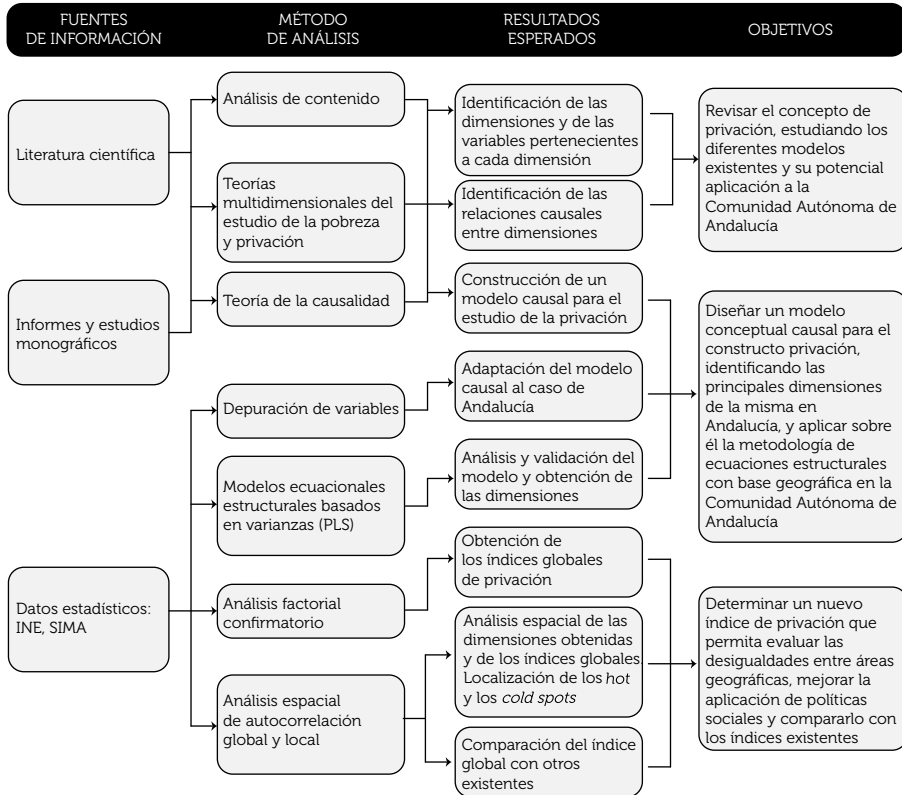 FUENTES
DE INFORMACIÓN
MÉTODO
DE ANÁLISIS
RESULTADOS
ESPERADOS
OBJETIVOS
Literatura científica
Informes y estudios
monográficos
Datos estadísticos:
INE, SIMA
Análisis de contenido
Teorías
multidimensionales del
estudio de la pobreza
y privación
Teoría de la causalidad
Depuración de variables
Modelos ecuacionales
estructurales basados
en varianzas (PLS)
Análisis factorial
confirmatorio
Análisis espacial
de autocorrelación
global y local
Identificación de las
dimensiones y de las
variables pertenecientes
a cada dimensión
Identificación de las
relaciones causales
entre dimensiones
Construcción de un
modelo causal para el
estudio de la privación
Adaptación del modelo
causal al caso de
Andalucía
Análisis y validación del
modelo y obtención de
las dimensiones
Obtención de
los índices globales
de privación
Análisis espacial de las
dimensiones obtenidas
y de los índices globales.
Localización de los hot
y los cold spots
Comparación del índice
global con otros
existentes
Revisar el concepto de
privación, estudiando los
diferentes modelos
existentes y su potencial
aplicación a la
Comunidad Autónoma de
Andalucía
Diseñar un modelo
conceptual causal para el
constructo privación,
identificando las
principales dimensiones
de la misma en
Andalucía, y aplicar sobre
él la metodología de
ecuaciones estructurales
con base geográfica en la
Comunidad Autónoma de
Andalucía
Determinar un nuevo
índice de privación que
permita evaluar las
desigualdades entre áreas
geográficas, mejorar la
aplicación de políticas
sociales y compararlo con
los índices existentes